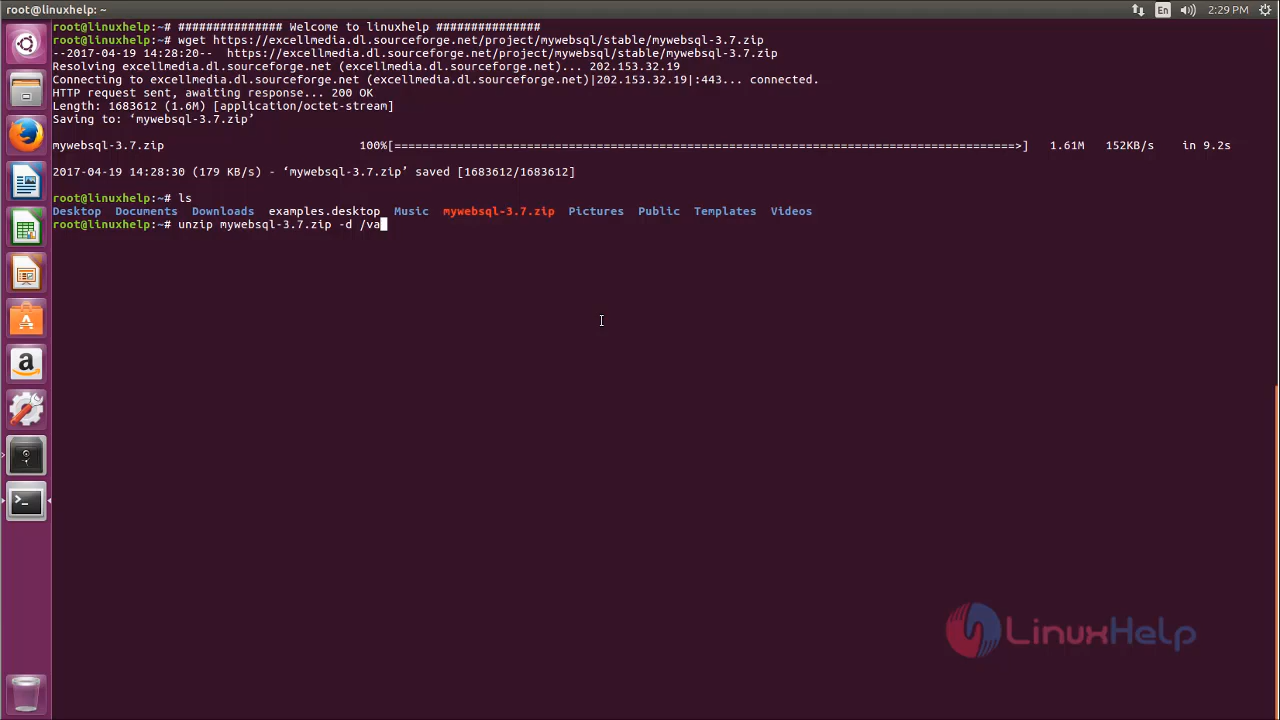 root@linuxhelp: ~
En
2:29 PM
root@linuxhelp:~# ############### Welcome to linuxhelp ###############
root@linuxhelp:~# wget https://excellmedia.dl.sourceforge.net/project/mywebsql/stable/mywebsql-3.7.zip
--2017-04-19 14:28:20--  https://excellmedia.dl.sourceforge.net/project/mywebsql/stable/mywebsql-3.7.zip
Resolving excellmedia.dl.sourceforge.net (excellmedia.dl.sourceforge.net)... 202.153.32.19
Connecting to excellmedia.dl.sourceforge.net (excellmedia.dl.sourceforge.net)|202.153.32.19|:443... connected.
HTTP request sent, awaiting response... 200 OK
Length: 1683612 (1.6M) [application/octet-stream]
Saving to: ‘mywebsql-3.7.zip’
mywebsql-3.7.zip 100%[=========================================================================================>] 1.61M 152KB/s in 9.2s
2017-04-19 14:28:30 (179 KB/s) - ‘mywebsql-3.7.zip’ saved [1683612/1683612]
root@linuxhelp:~# ls
Desktop Documents Downloads examples.desktop Music mywebsql-3.7.zip Pictures Public Templates Videos
root@linuxhelp:~# unzip mywebsql-3.7.zip -d /va
LinuxHelp